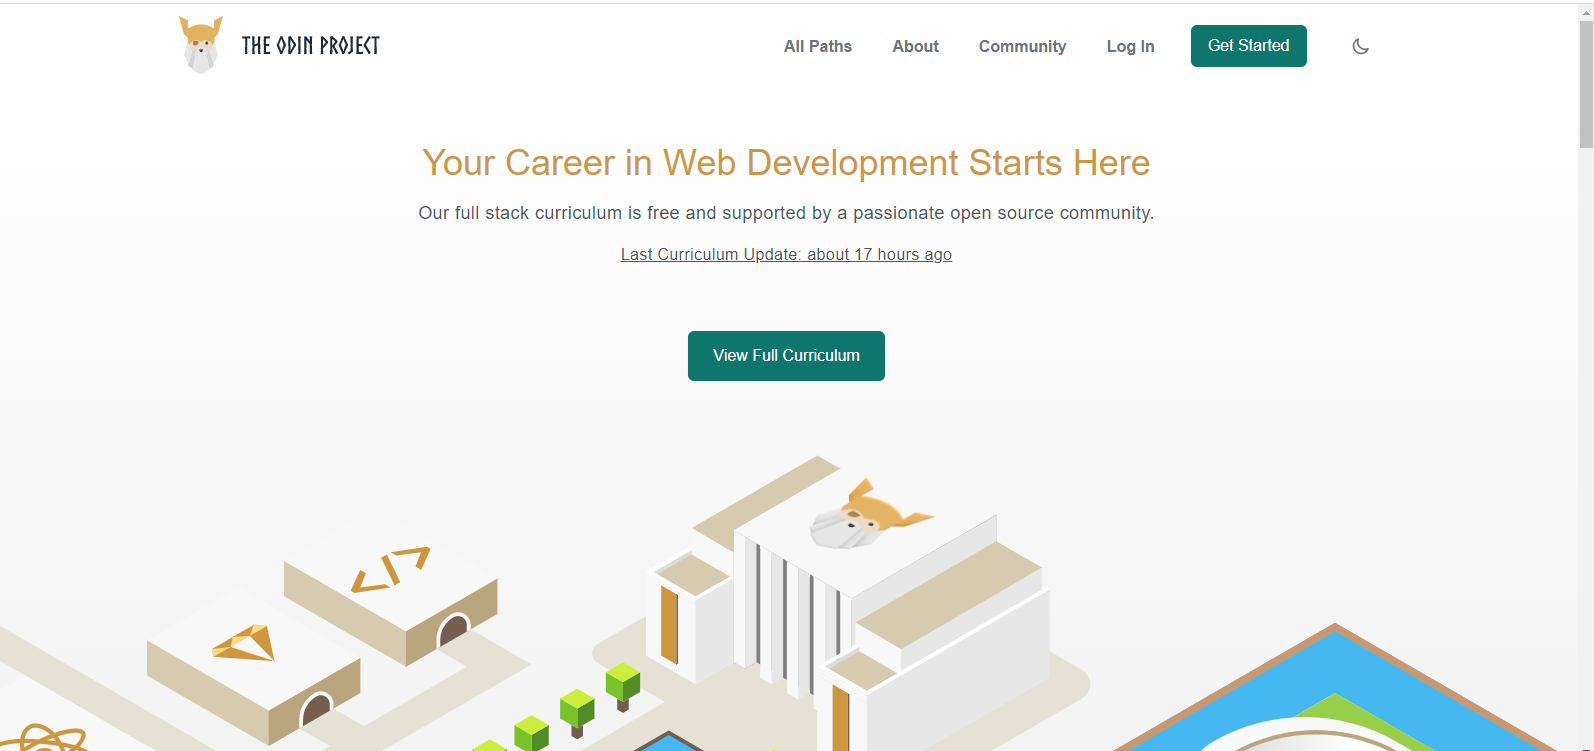 THE ODIN PROJECT
All Paths
About
Community
Log In
Get Started
Your Career in Web Development Starts Here
Our full stack curriculum is free and supported by a passionate open source community.
Last Curriculum Update: about 17 hours ago
View Full Curriculum
</>